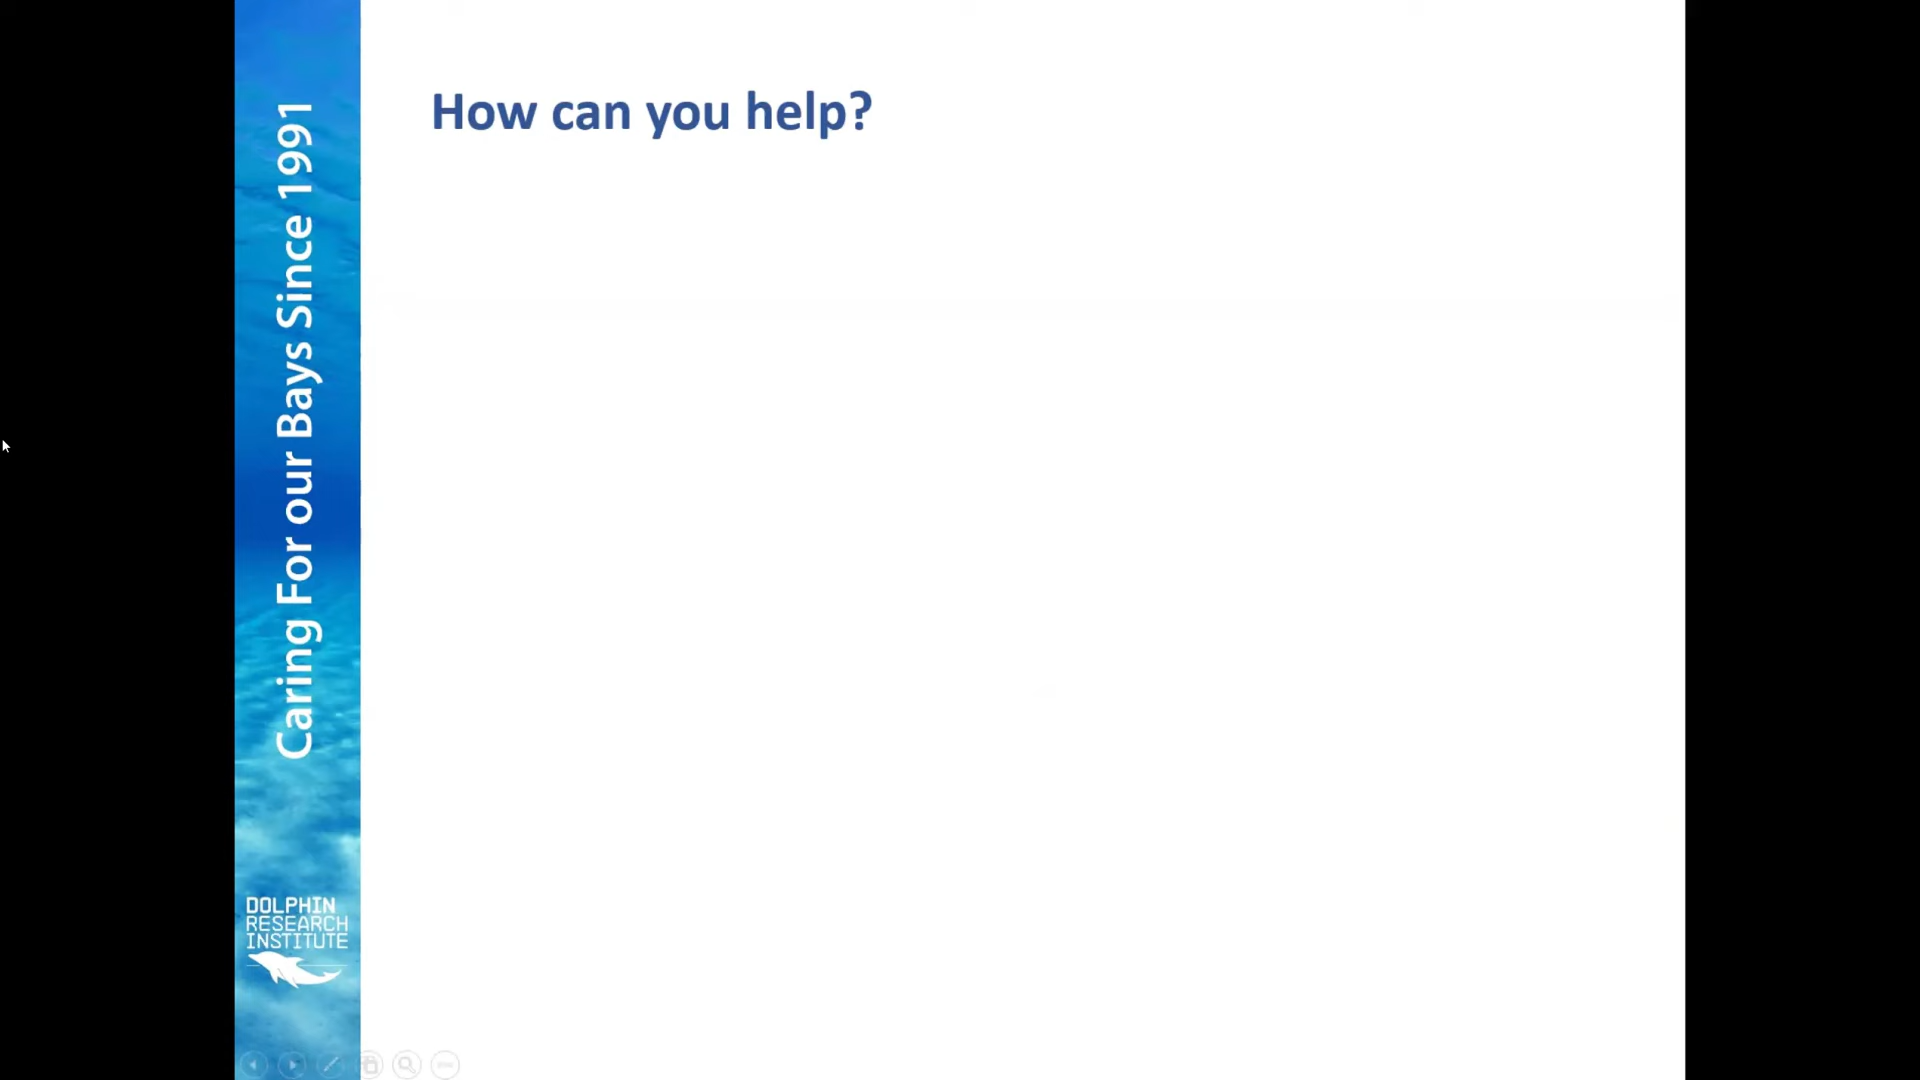 How can you help?
Caring For our Bays Since 1991
DOLPHIN
RESEARCH
INSTITUTE